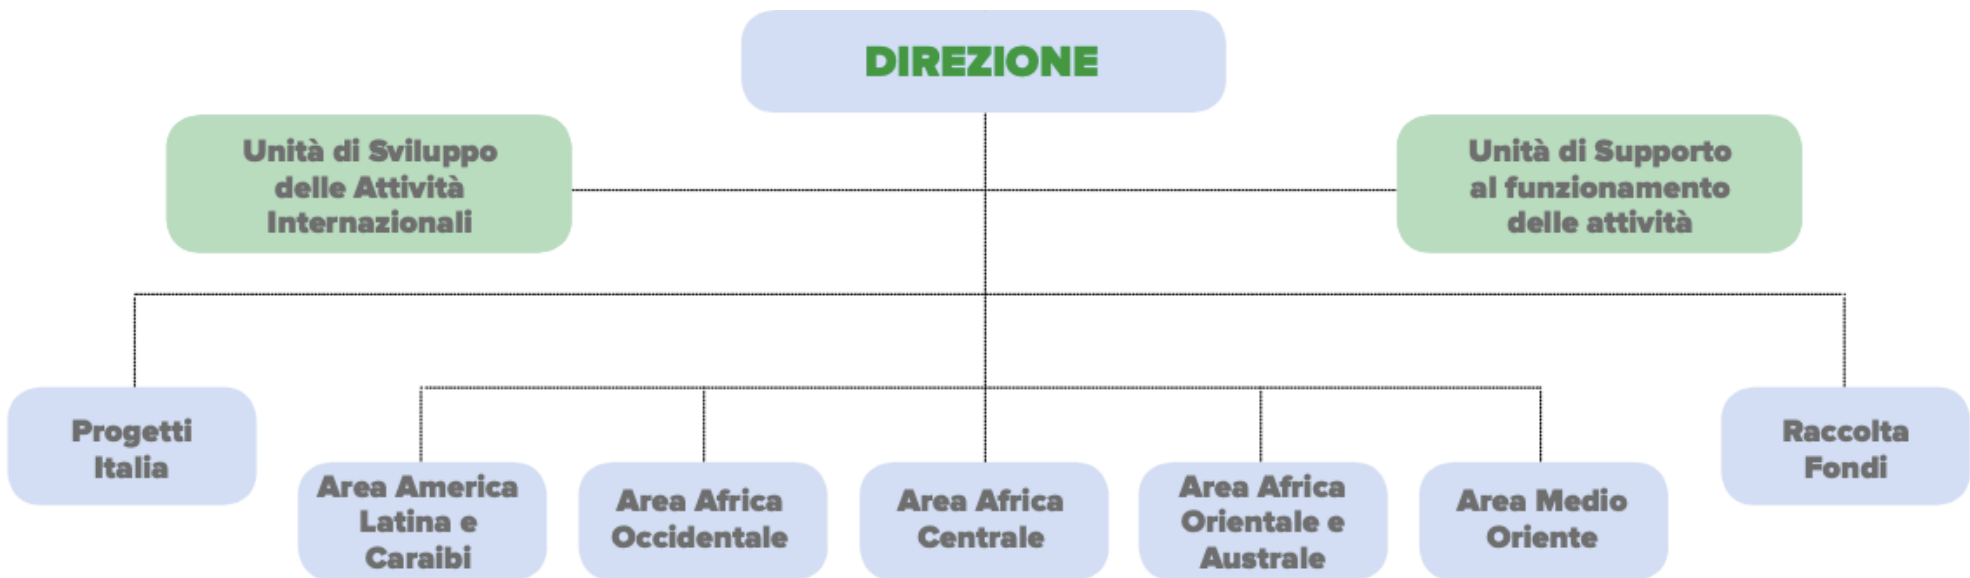 DIREZIONE
Unità di Sviluppo
delle Attività
Internazionali
Unità di Supporto
al funzionamento
delle attività
Progetti
Italia
Area America
Latina e
Caraibi
Area Africa
Occidentale
Area Africa
Centrale
Area Africa
Orientale e
Australe
Area Medio
Oriente
Raccolta
Fondi